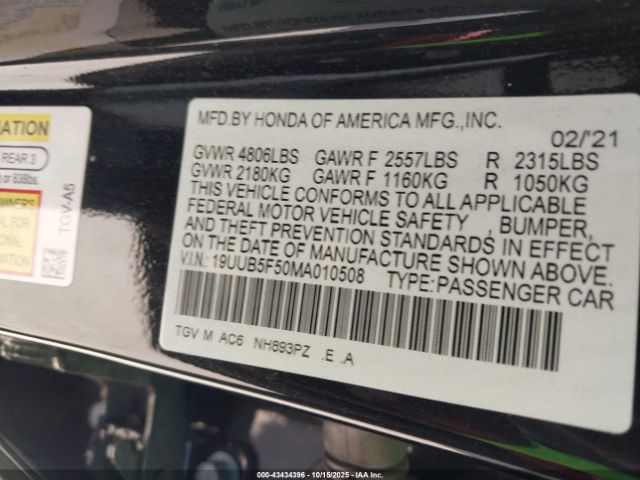 MFD.BY HONDA OF AMERICA MFG.,INC.
02/'21
GVWR 4806LBS GAWR F 2557LBS R 2315LBS
GVWR 2180KG GAWR F 1160KG R 1050KG
THIS VEHICLE CONFORMS TO ALL APPLICABLE
FEDERAL MOTOR VEHICLE SAFETY , BUMPER,
AND THEFT PREVENTION STANDARDS IN EFFECT
ON THE DATE OF MANUFACTURE SHOWN ABOVE.
V.I.N.: 19UUB5F50MA010508 TYPE:PASSENGER CAR
TGV M AC6 NH893PZ .E .A
REAR 3
838lbs.
TGV-A5
000-43434396 10/15/2025 IAA Inc.